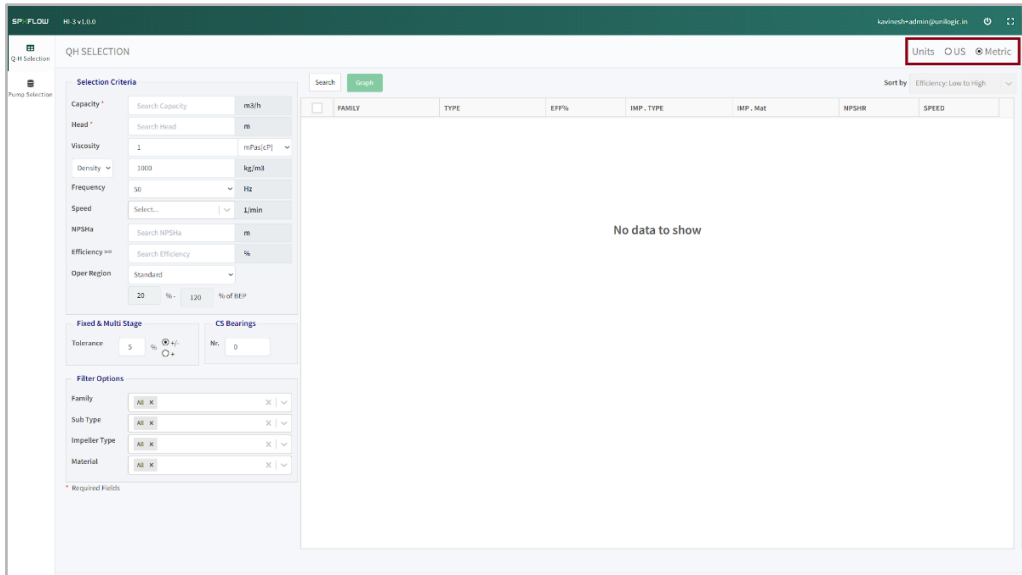 SPXFLOW HI-3 v1.0.0 kavinesh+admin@unilogic.in
Q-H Selection
Pump Selection
QH SELECTION
Units US Metric
Selection Criteria
Capacity * Search Capacity m3/h
Head * Search Head m
Viscosity 1 mPas[cP]
Density 1000 kg/m3
Frequency 50 Hz
Speed Select... 1/min
NPSHa Search NPSHa m
Efficiency >= Search Efficiency %
Oper Region Standard
20 % - 120 % of BEP
Fixed & Multi Stage
Tolerance 5 % +/-
+
CS Bearings
Nr. 0
Filter Options
Family All ×
Sub Type All ×
Impeller Type All ×
Material All ×
* Required Fields
Search Graph
Sort by Efficiency: Low to High
FAMILY TYPE EFF% IMP . TYPE IMP . Mat NPSHR SPEED
No data to show